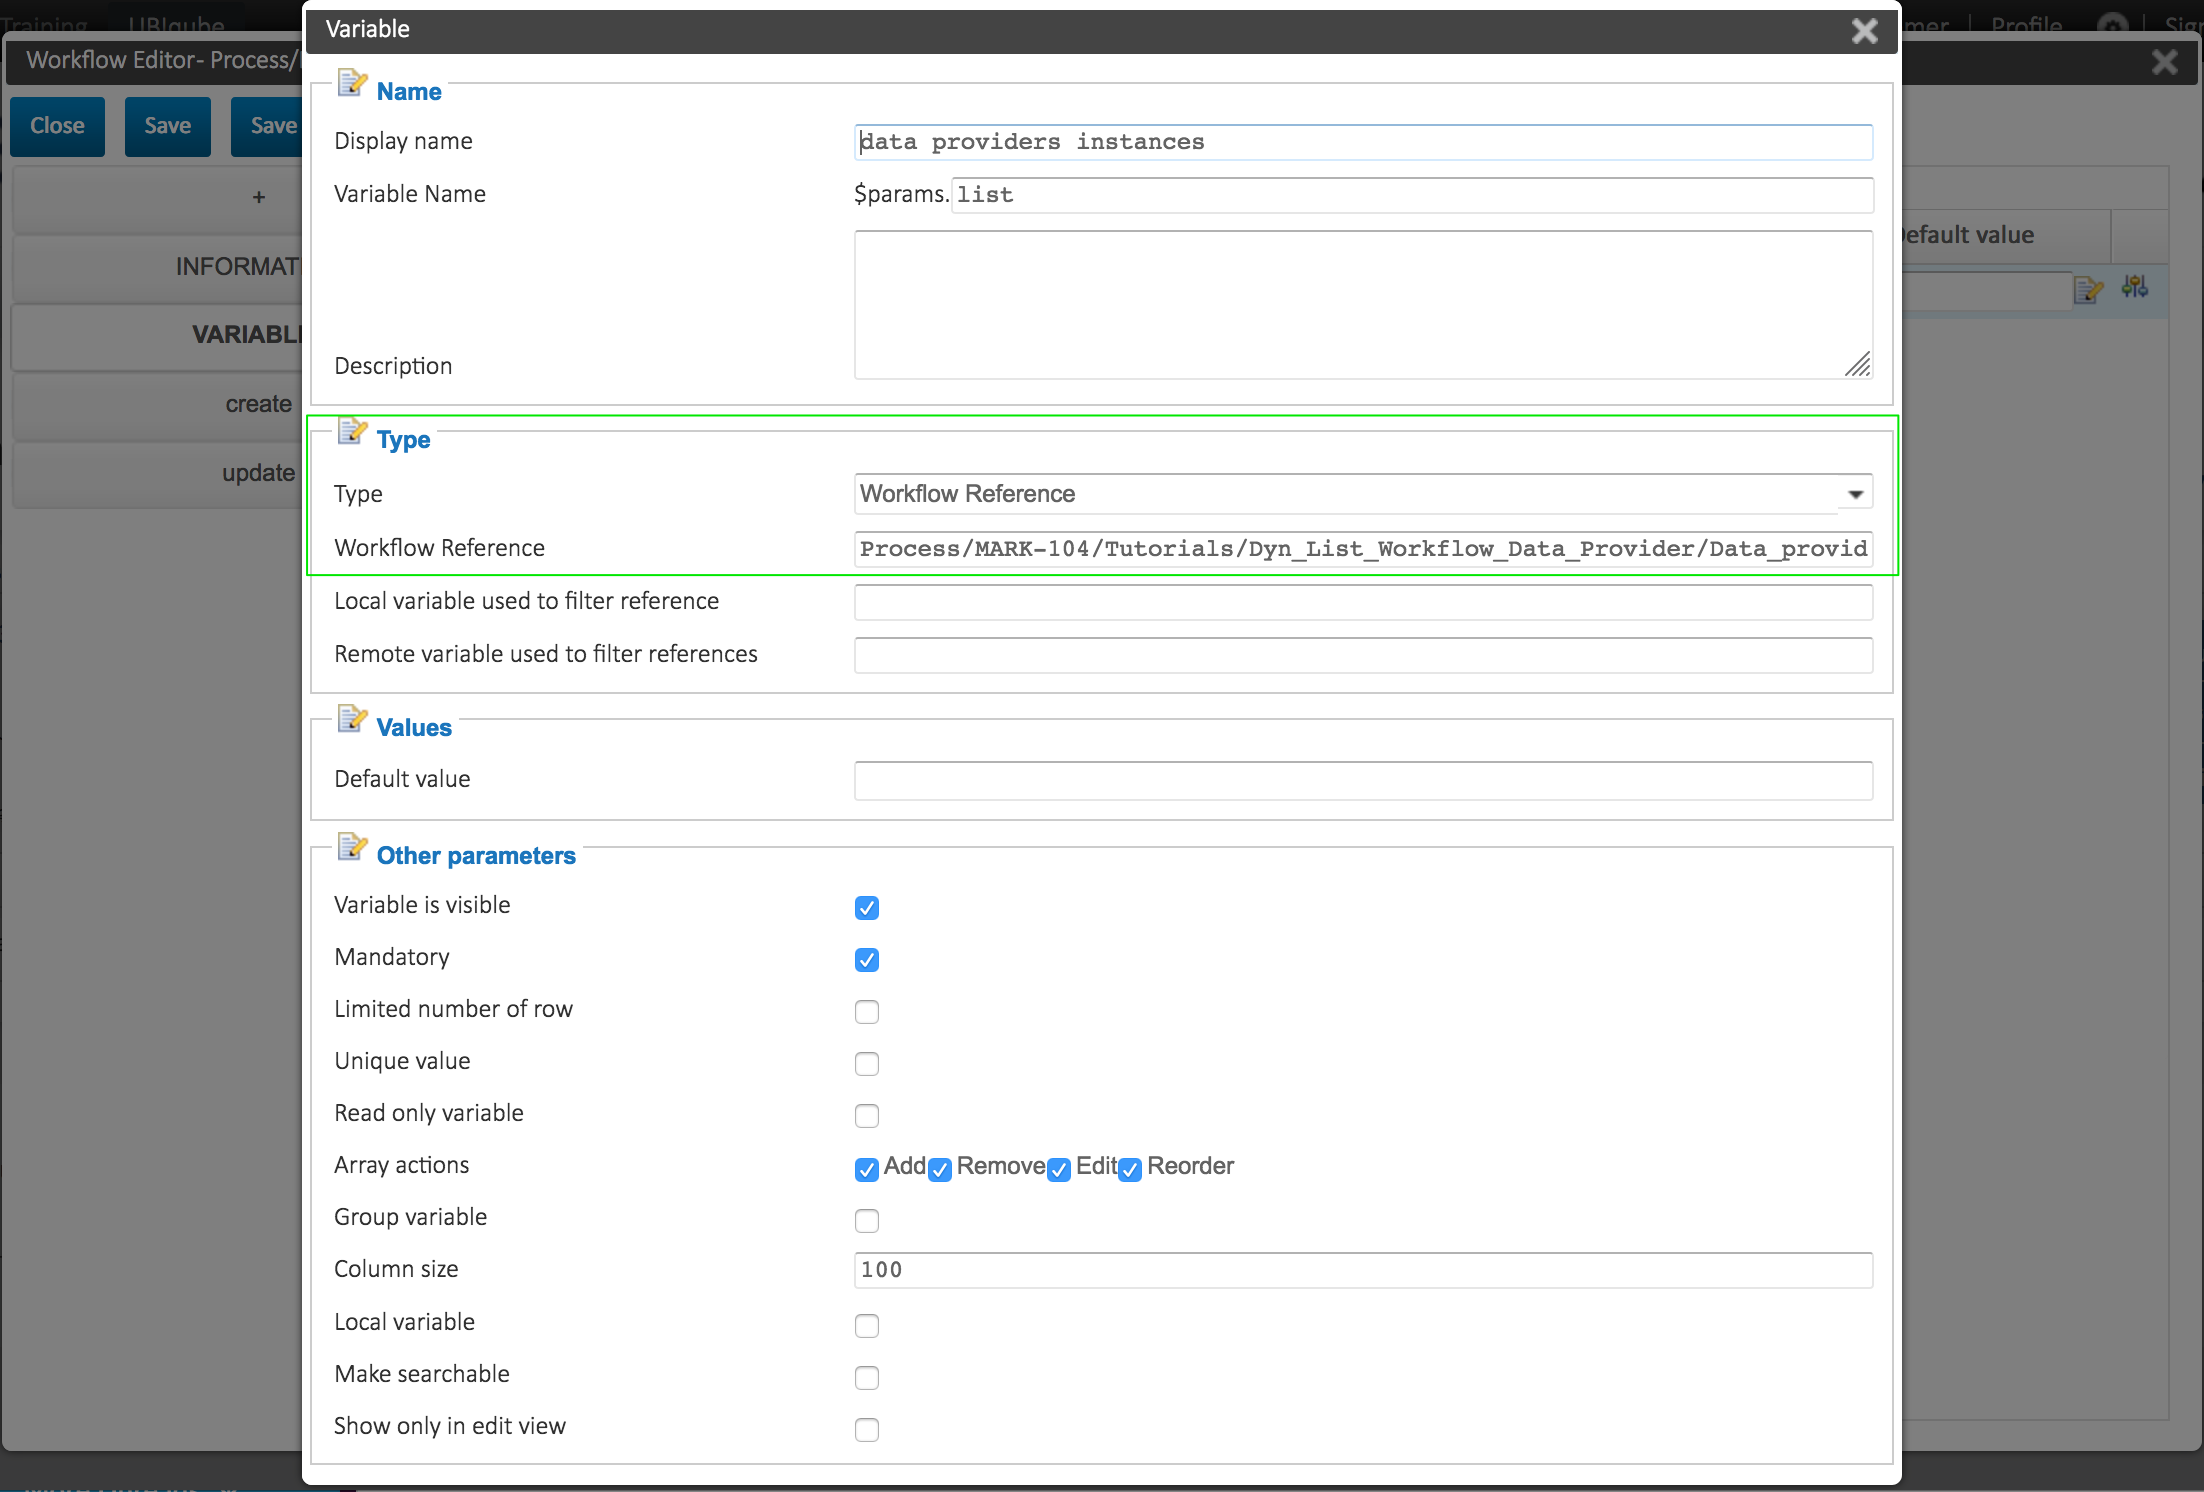 Training UBIqube
Profile
Workflow Editor- Process/
Close Save Save
+
INFORMATI
VARIABL
create
update
Default value
Variable
Name
Display name data providers instances
Variable Name $params. list
Description
Type
Type Workflow Reference
Workflow Reference Process/MARK-104/Tutorials/Dyn_List_Workflow_Data_Provider/Data_provid
Local variable used to filter reference
Remote variable used to filter references
Values
Default value
Other parameters
Variable is visible
Mandatory
Limited number of row
Unique value
Read only variable
Array actions Add Remove Edit Reorder
Group variable
Column size 100
Local variable
Make searchable
Show only in edit view